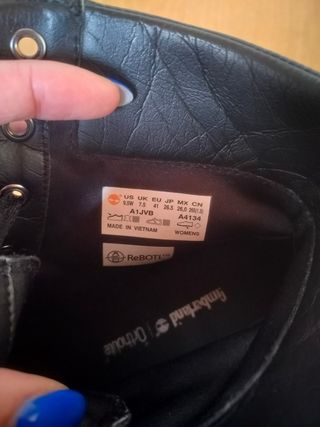 US UK EU JP MX CN
9.5W 7.5 41 26.5 26.0 265(1.5)
A1JVB A4134
MADE IN VIETNAM WOMENS
ReBOTL
Timberland Ortholite